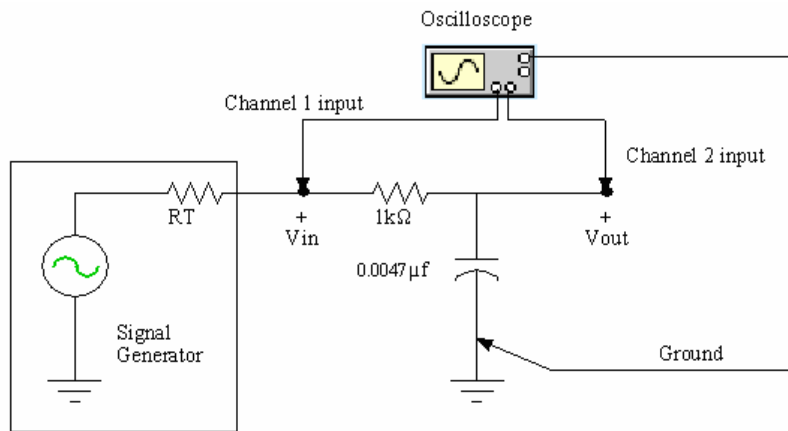 Oscilloscope
Channel 1 input
Channel 2 input
RT
+
Vin
1kΩ
+
Vout
0.0047µf
Signal
Generator
Ground